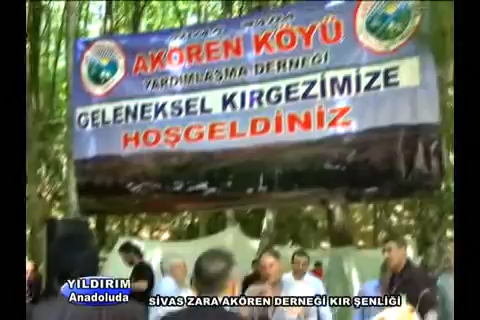 AKÖREN KÖYÜ
YARDIMLAŞMA DERNEĞİ
GELENEKSEL KIRGEZİMİZE
HOŞGELDİNİZ
YILDIRIM
Anadoluda
SİVAS ZARA AKÖREN DERNEĞİ KIR ŞENLİĞİ